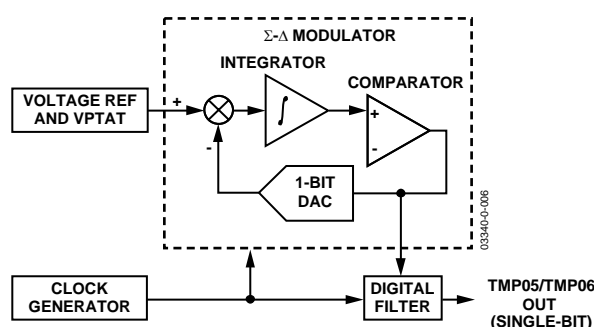 Σ-Δ MODULATOR
INTEGRATOR
COMPARATOR
VOLTAGE REF
AND VPTAT
+
-
∫
+
-
1-BIT
DAC
03340-0-006
CLOCK
GENERATOR
DIGITAL
FILTER
TMP05/TMP06
OUT
(SINGLE-BIT)